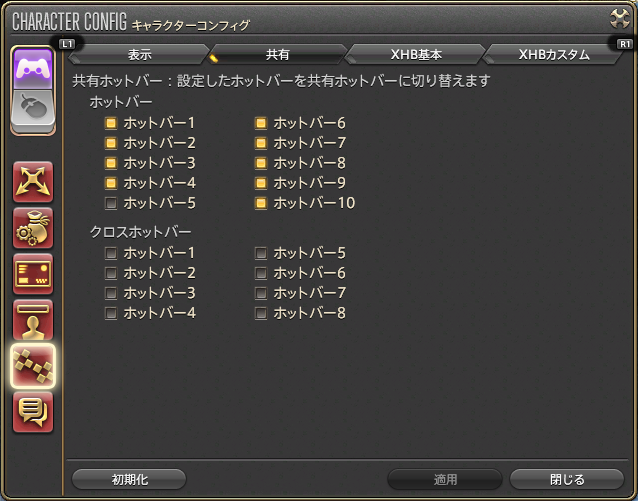 CHARACTER CONFIG キャラクターコンフィグ
L1 表示 共有 XHB基本 XHBカスタム R1
共有ホットバー：設定したホットバーを共有ホットバーに切り替えます
ホットバー
ホットバー1 ホットバー6
ホットバー2 ホットバー7
ホットバー3 ホットバー8
ホットバー4 ホットバー9
ホットバー5 ホットバー10
クロスホットバー
ホットバー1 ホットバー5
ホットバー2 ホットバー6
ホットバー3 ホットバー7
ホットバー4 ホットバー8
初期化 適用 閉じる